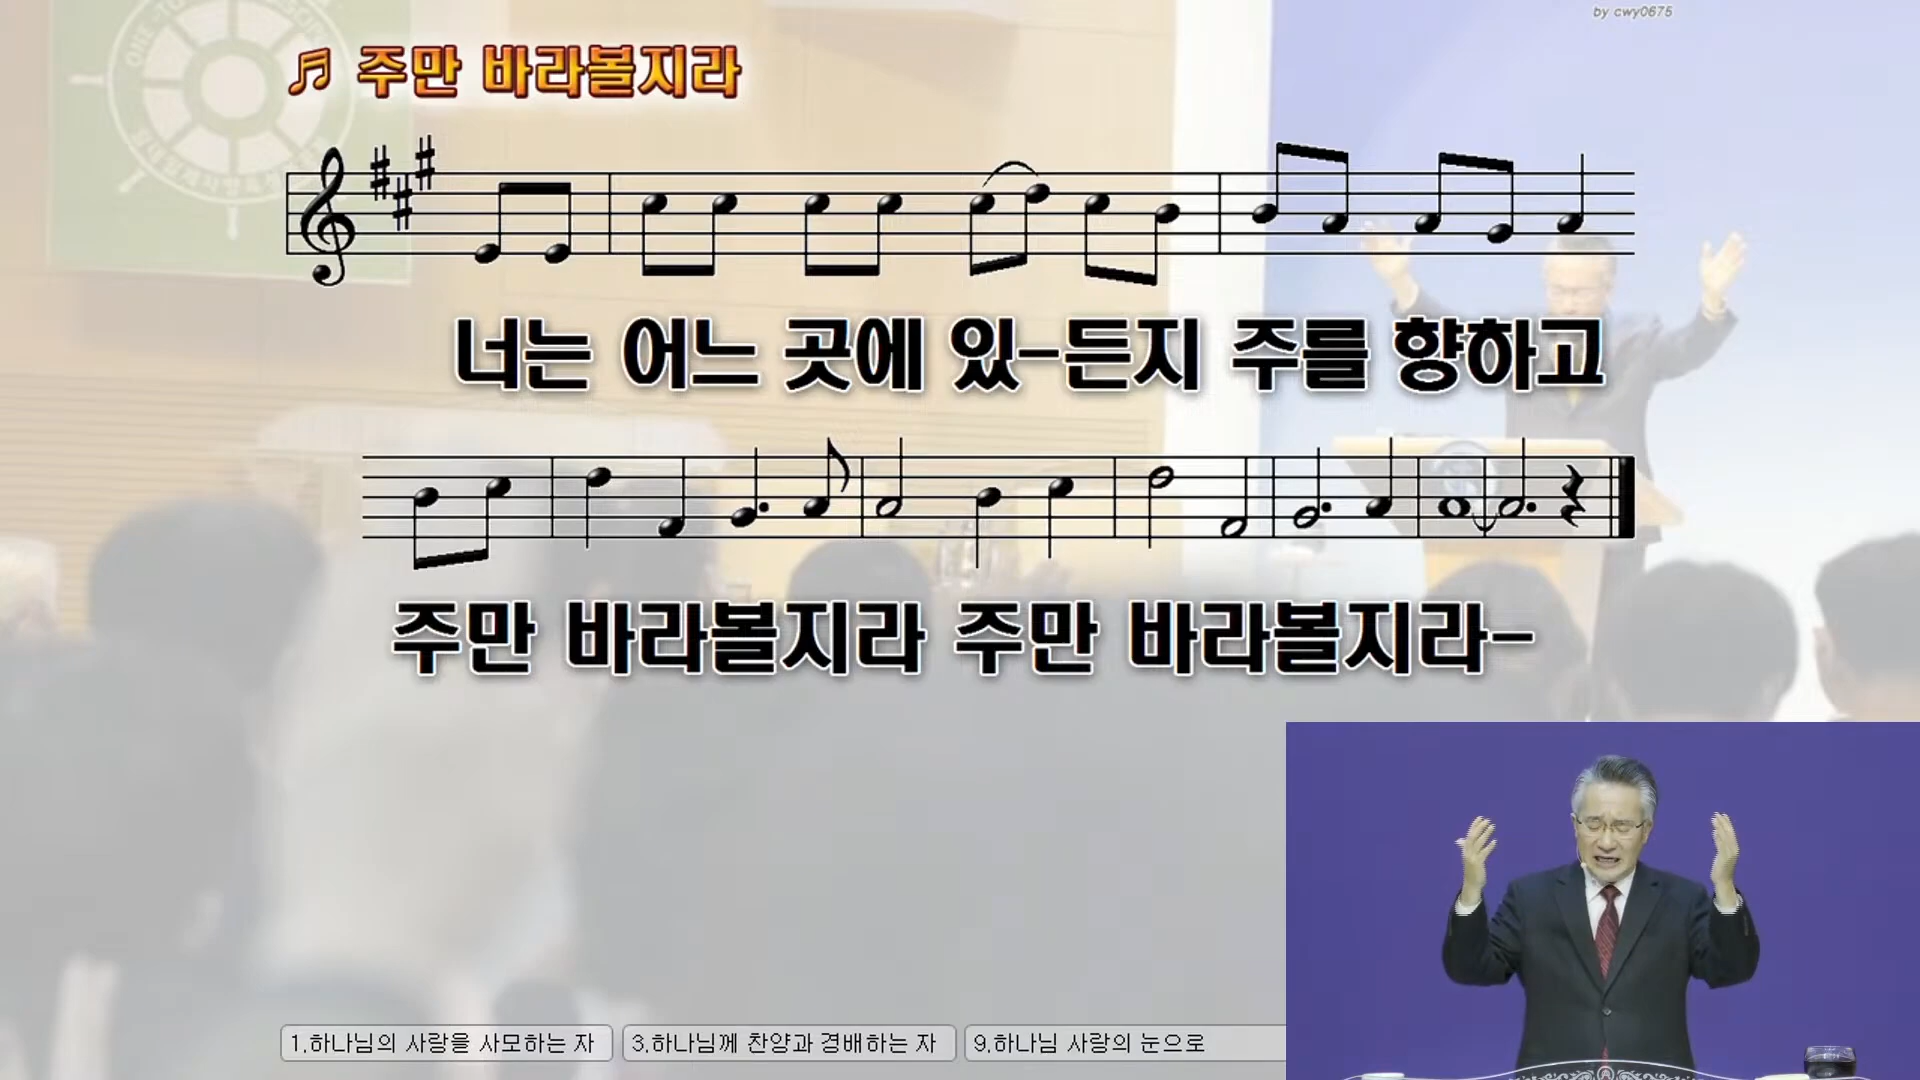 by cwy0675
주만 바라볼지라
너는 어느 곳에 있-든지 주를 향하고
주만 바라볼지라 주만 바라볼지라-
1.하나님의 사랑을 사모하는 자
3.하나님께 찬양과 경배하는 자
9.하나님 사랑의 눈으로